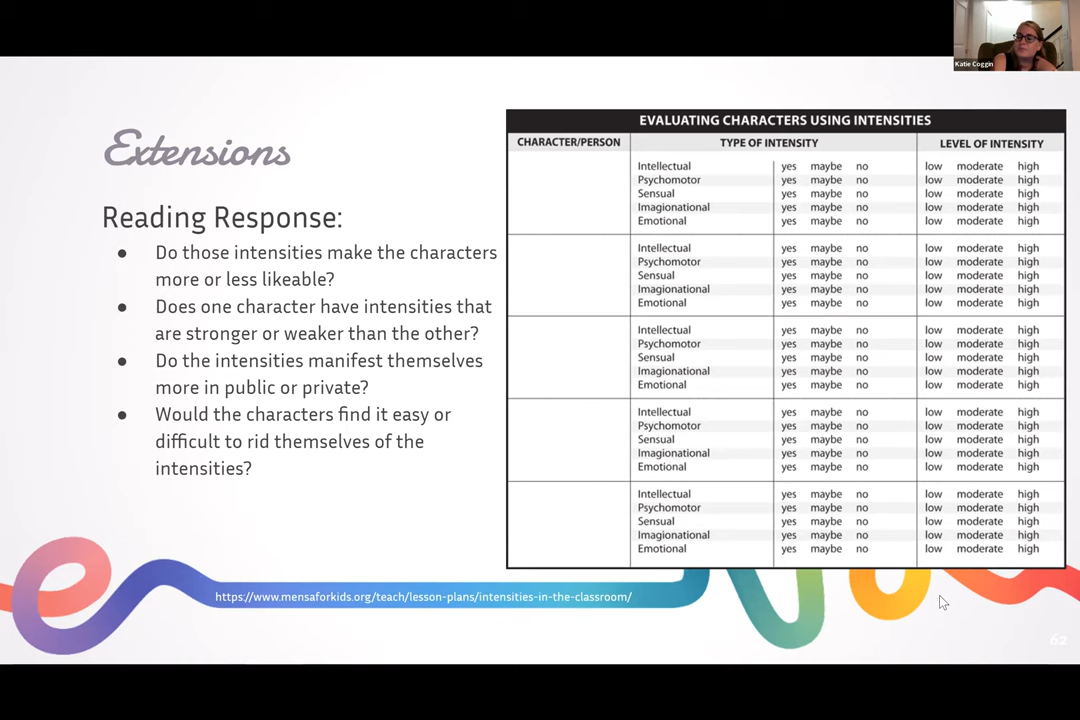 Katie Coggin
Extensions
Reading Response:
● Do those intensities make the characters
more or less likeable?
● Does one character have intensities that
are stronger or weaker than the other?
● Do the intensities manifest themselves
more in public or private?
● Would the characters find it easy or
difficult to rid themselves of the
intensities?
EVALUATING CHARACTERS USING INTENSITIES
CHARACTER/PERSON TYPE OF INTENSITY LEVEL OF INTENSITY
Intellectual yes maybe no low moderate high
Psychomotor yes maybe no low moderate high
Sensual yes maybe no low moderate high
Imagionational yes maybe no low moderate high
Emotional yes maybe no low moderate high
Intellectual yes maybe no low moderate high
Psychomotor yes maybe no low moderate high
Sensual yes maybe no low moderate high
Imagionational yes maybe no low moderate high
Emotional yes maybe no low moderate high
Intellectual yes maybe no low moderate high
Psychomotor yes maybe no low moderate high
Sensual yes maybe no low moderate high
Imagionational yes maybe no low moderate high
Emotional yes maybe no low moderate high
Intellectual yes maybe no low moderate high
Psychomotor yes maybe no low moderate high
Sensual yes maybe no low moderate high
Imagionational yes maybe no low moderate high
Emotional yes maybe no low moderate high
Intellectual yes maybe no low moderate high
Psychomotor yes maybe no low moderate high
Sensual yes maybe no low moderate high
Imagionational yes maybe no low moderate high
Emotional yes maybe no low moderate high
https://www.mensaforkids.org/teach/lesson-plans/intensities-in-the-classroom/
62